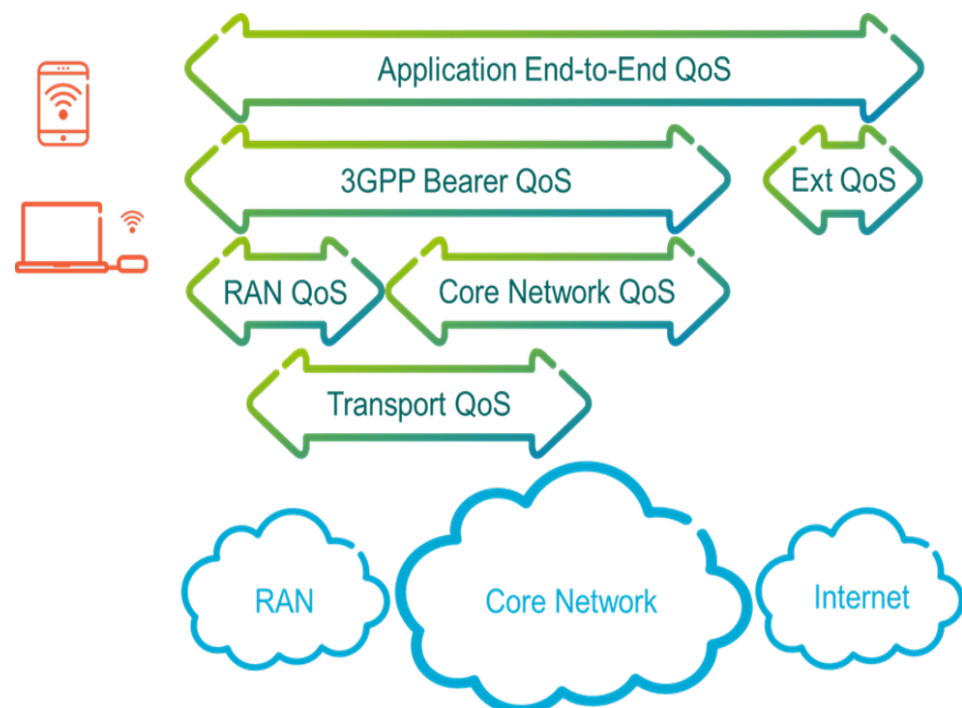 Application End-to-End QoS
3GPP Bearer QoS
Ext QoS
RAN QoS
Core Network QoS
Transport QoS
RAN
Core Network
Internet